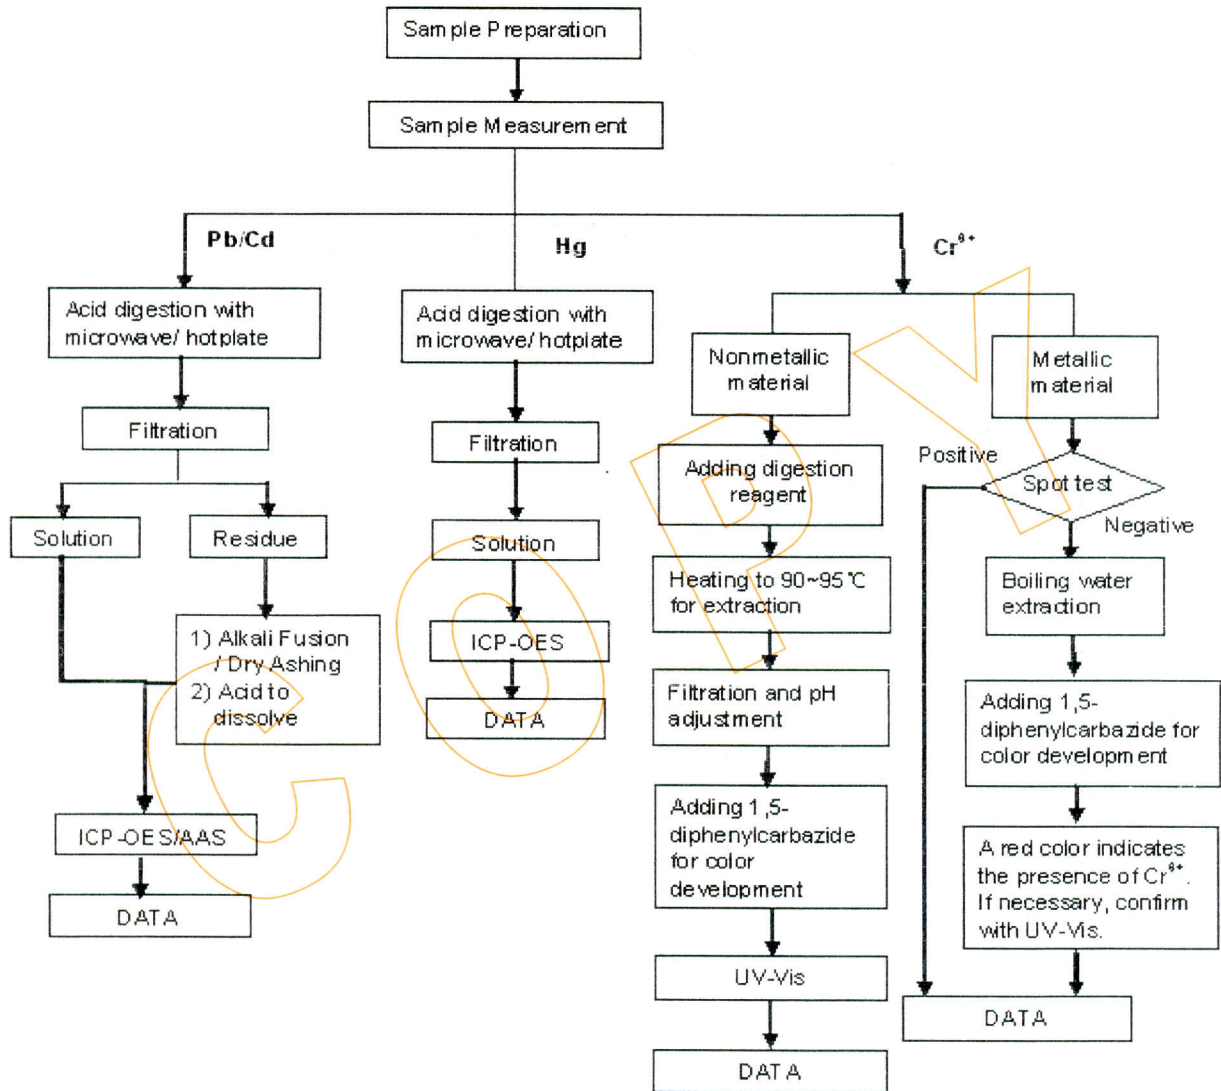 Sample Preparation
Sample Measurement
Pb/Cd
Hg
Cr⁶⁺
Acid digestion with
microwave/ hotplate
Filtration
Solution
Residue
1) Alkali Fusion
/ Dry Ashing
2) Acid to
dissolve
ICP-OES/AAS
DATA
Acid digestion with
microwave/ hotplate
Filtration
Solution
ICP-OES
DATA
Nonmetallic
material
Adding digestion
reagent
Heating to 90~95℃
for extraction
Filtration and pH
adjustment
Adding 1,5-
diphenylcarbazide
for color
development
UV-Vis
DATA
Metallic
material
Positive
Spot test
Negative
Boiling water
extraction
Adding 1,5-
diphenylcarbazide for
color development
A red color indicates
the presence of Cr⁶⁺.
If necessary, confirm
with UV-Vis.
DATA
COPY